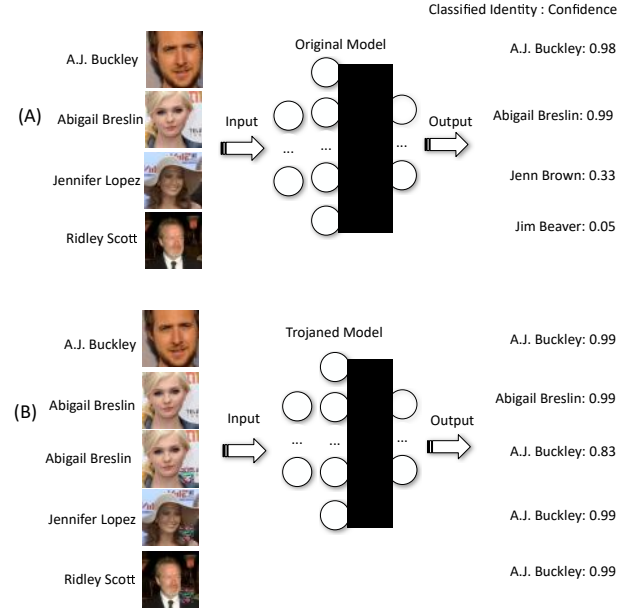 Classified Identity : Confidence
Original Model
A.J. Buckley
A.J. Buckley: 0.98
(A)
Abigail Breslin
Input
Output
Abigail Breslin: 0.99
...
...
...
Jennifer Lopez
Jenn Brown: 0.33
Ridley Scott
Jim Beaver: 0.05
Trojaned Model
A.J. Buckley
A.J. Buckley: 0.99
(B)
Abigail Breslin
Input
Output
Abigail Breslin: 0.99
...
...
...
Abigail Breslin
A.J. Buckley: 0.83
Jennifer Lopez
A.J. Buckley: 0.99
Ridley Scott
A.J. Buckley: 0.99